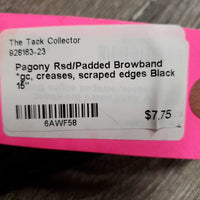 The Tack Collector
928163-23
Pagony Rsd/Padded Browband
*gc, creases, scraped edges Black
15"
$7.75
6AWF58